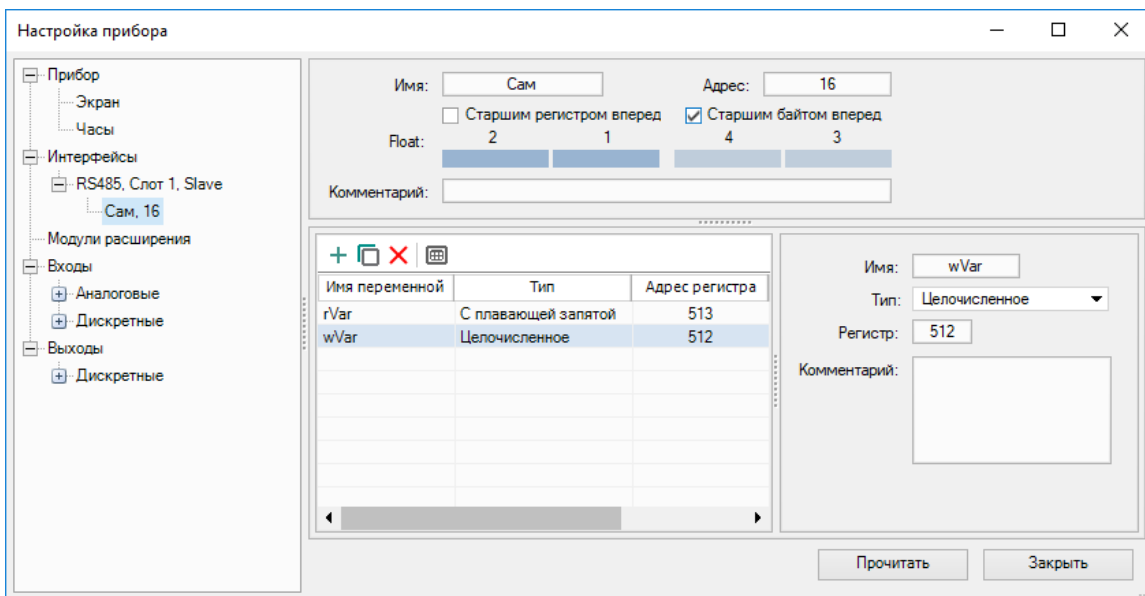 Настройка прибора
Прибор
Экран
Часы
Интерфейсы
RS485, Слот 1, Slave
Сам, 16
Модули расширения
Входы
Аналоговые
Дискретные
Выходы
Дискретные
Имя: Сам Адрес: 16
Старшим регистром вперед Старшим байтом вперед
Float: 2 1 4 3
Комментарий:
Имя переменной Тип Адрес регистра
rVar С плавающей запятой 513
wVar Целочисленное 512
Имя: wVar
Тип: Целочисленное
Регистр: 512
Комментарий:
Прочитать Закрыть